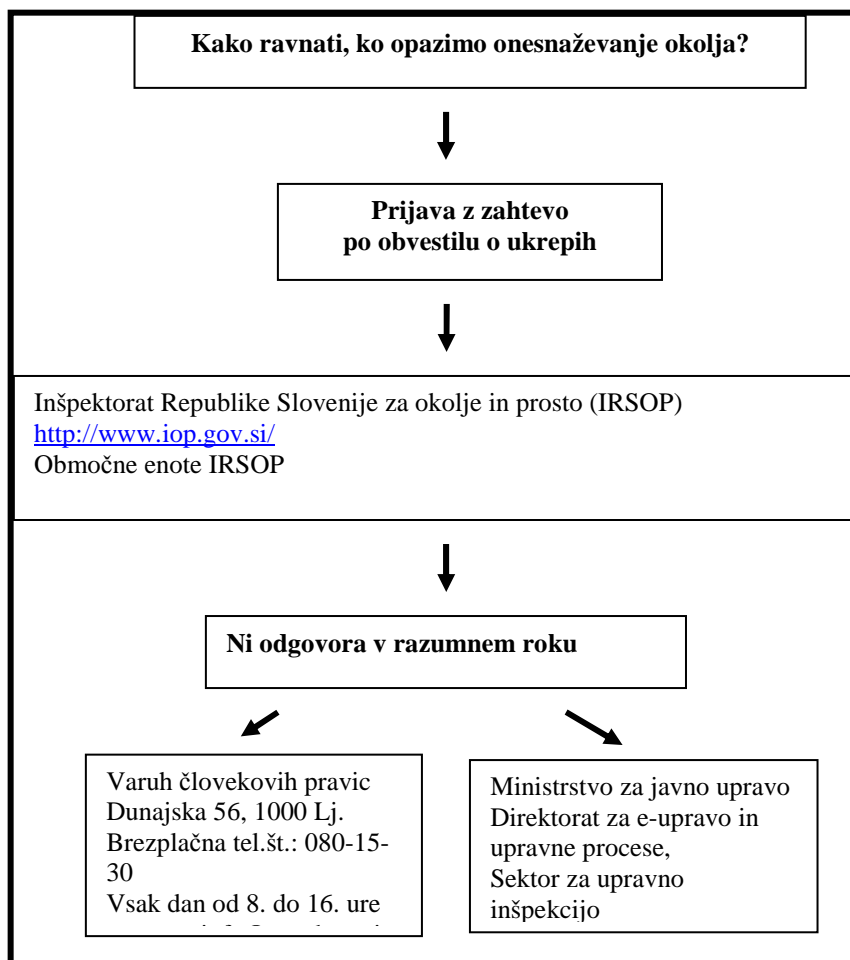 Kako ravnati, ko opazimo onesnaževanje okolja?
Prijava z zahtevo
po obvestilu o ukrepih
Inšpektorat Republike Slovenije za okolje in prosto (IRSOP)
http://www.iop.gov.si/
Območne enote IRSOP
Ni odgovora v razumnem roku
Varuh človekovih pravic
Dunajska 56, 1000 Lj.
Brezplačna tel.št.: 080-15-
30
Vsak dan od 8. do 16. ure
Ministrstvo za javno upravo
Direktorat za e-upravo in
upravne procese,
Sektor za upravno
inšpekcijo